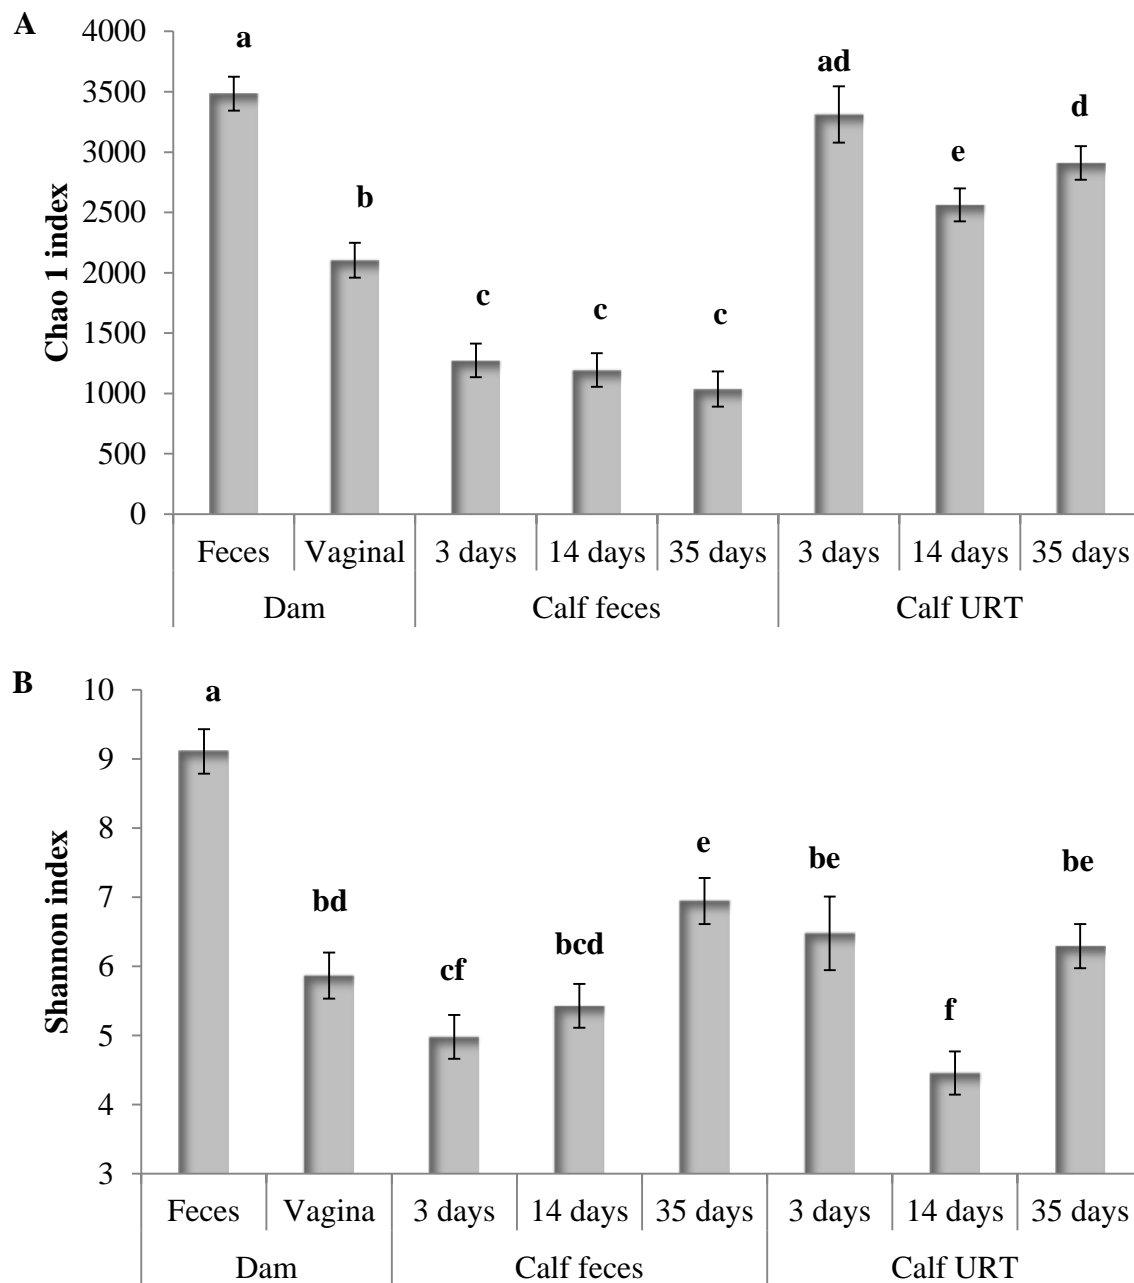 A
4000
3500
3000
2500
2000
1500
1000
500
0
Chao 1 index
a
b
c
c
c
ad
e
d
Feces Vaginal 3 days 14 days 35 days 3 days 14 days 35 days
Dam Calf feces Calf URT
B
10
9
8
7
6
5
4
3
Shannon index
a
bd
cf
bcd
e
be
f
be
Feces Vagina 3 days 14 days 35 days 3 days 14 days 35 days
Dam Calf feces Calf URT